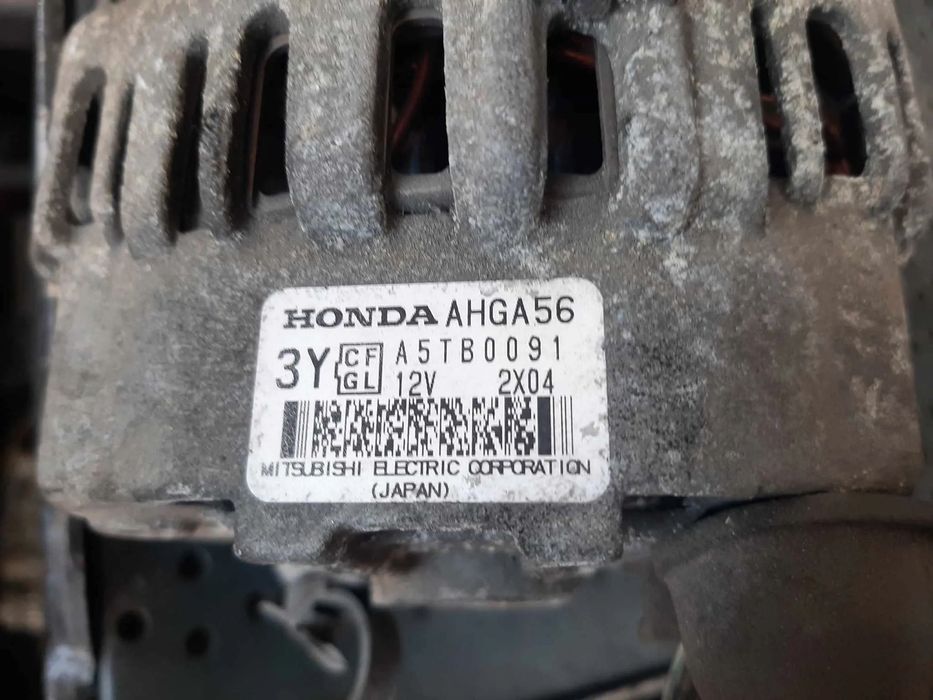 HONDA AHGA56
3Y CF GL A5TB0091
12V 2X04
MITSUBISHI ELECTRIC CORPORATION
(JAPAN)